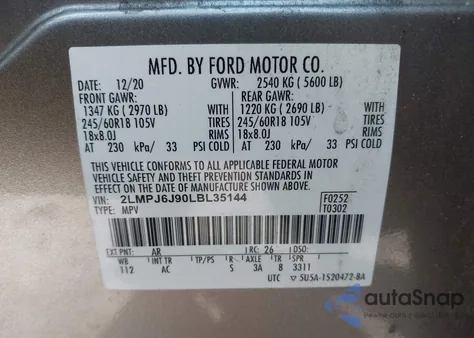 MFD. BY FORD MOTOR CO.
DATE: 12/20 GVWR: 2540 KG ( 5600 LB)
FRONT GAWR: REAR GAWR:
1347 KG ( 2970 LB) WITH 1220 KG ( 2690 LB) WITH
245/60R18 105V TIRES 245/60R18 105V TIRES
18x8.0J RIMS 18x8.0J RIMS
AT 230 kPa/ 33 PSI COLD AT 230 kPa/ 33 PSI COLD
THIS VEHICLE CONFORMS TO ALL APPLICABLE FEDERAL MOTOR
VEHICLE SAFETY, BUMPER, AND THEFT PREVENTION STANDARDS
IN EFFECT ON THE DATE OF MANUFACTURE SHOWN ABOVE.
VIN: 2LMPJ6J90LBL35144 F0252
TYPE: MPV T0302
EXT PNT: AR RC: 26 DSO:
WB INT TR TP/PS R AXLE TR SPR
112 AC S 3A 8 3311
UTC 5U5A-1520472-BA
autoSnap